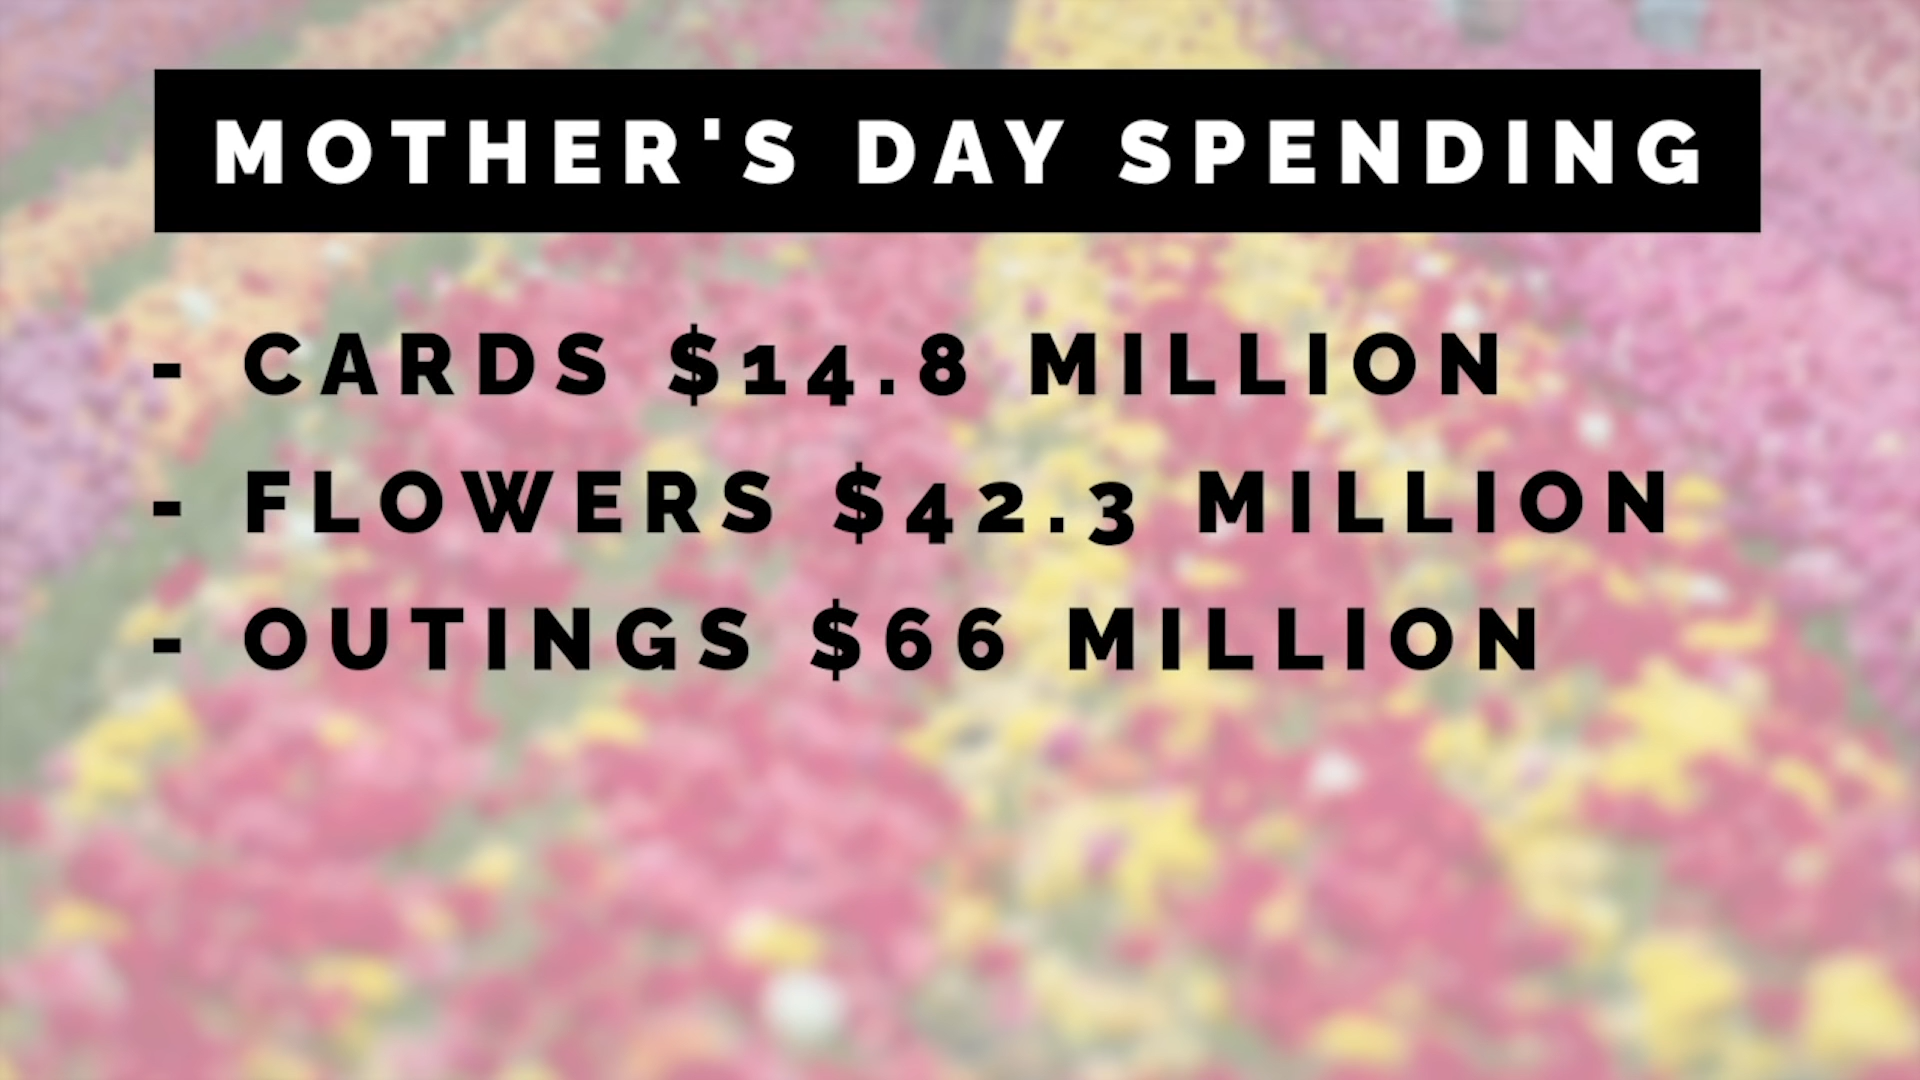 MOTHER'S DAY SPENDING
- CARDS $14.8 MILLION
- FLOWERS $42.3 MILLION
- OUTINGS $66 MILLION